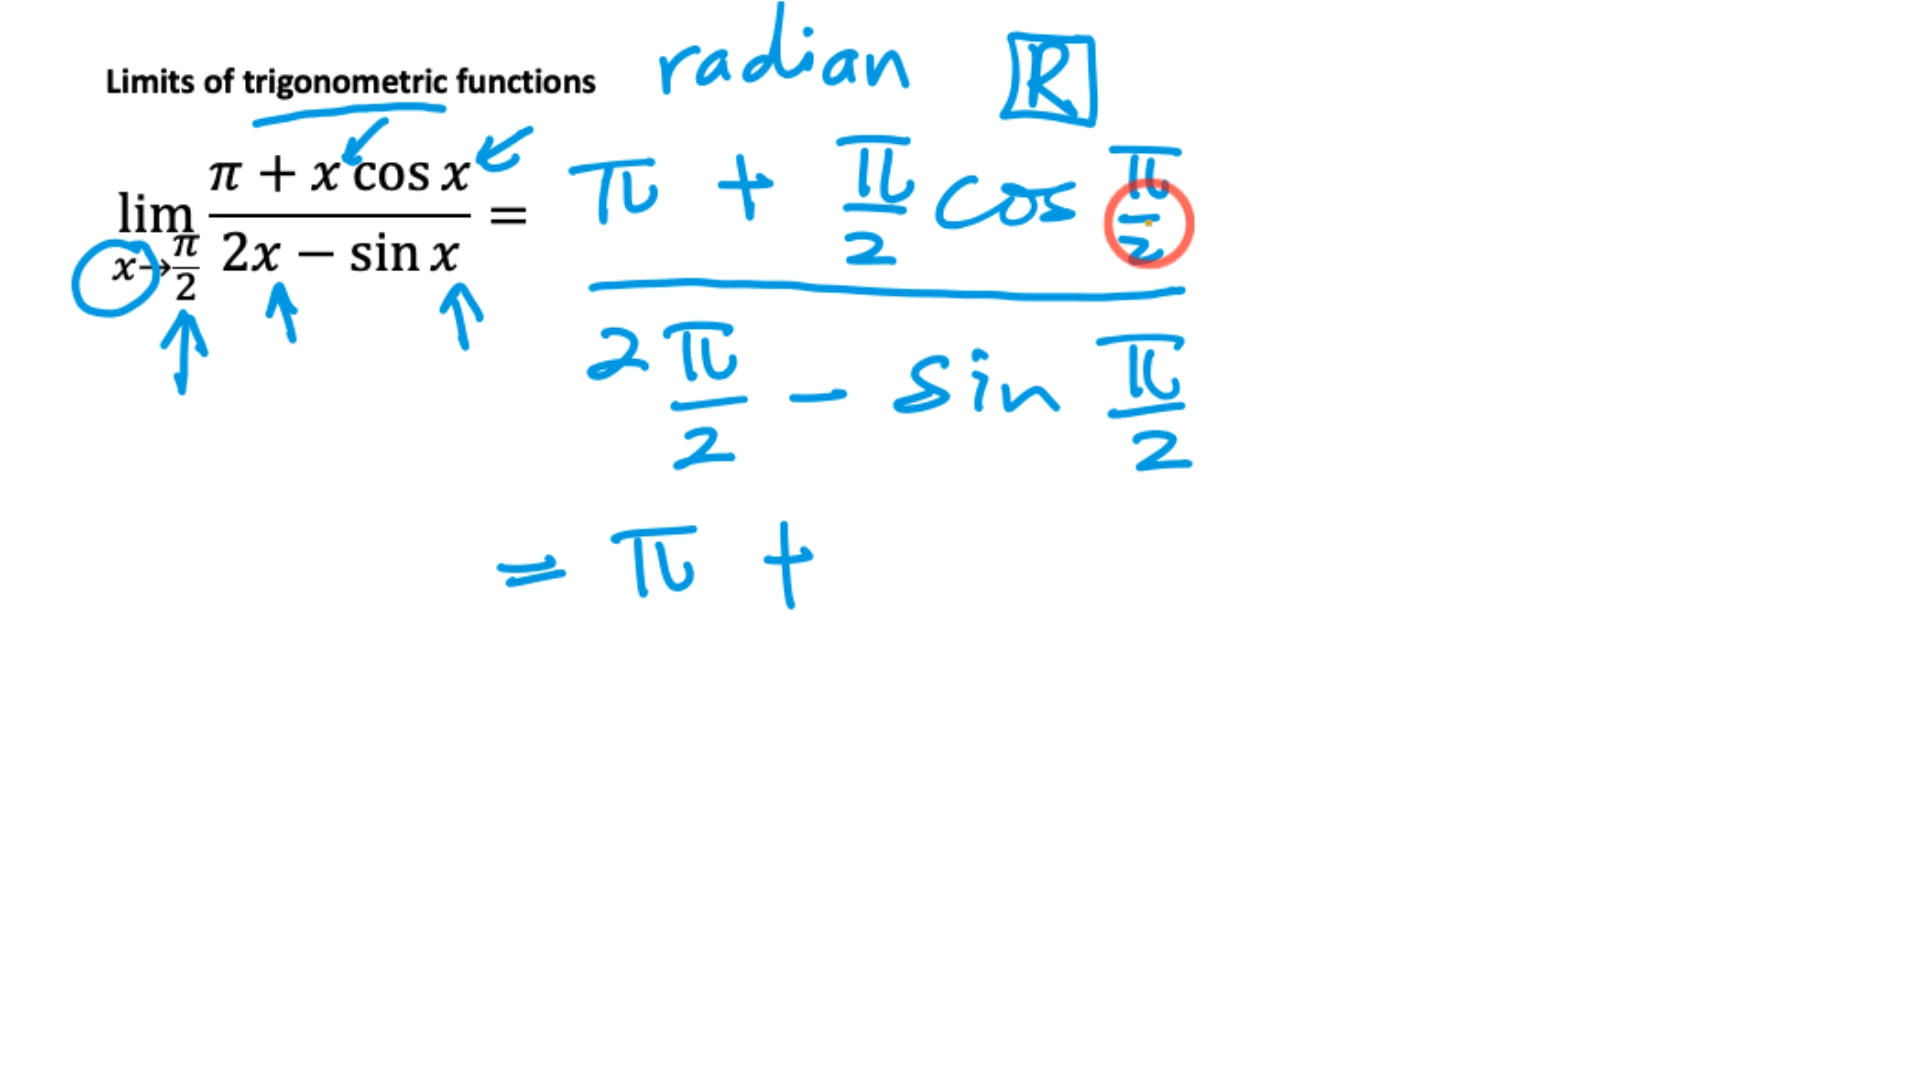 Limits of trigonometric functions radian R
lim x→π/2 (π + x cos x)/(2x − sin x) = (π + π/2 cos π/2)/(2 π/2 − sin π/2)
= π +